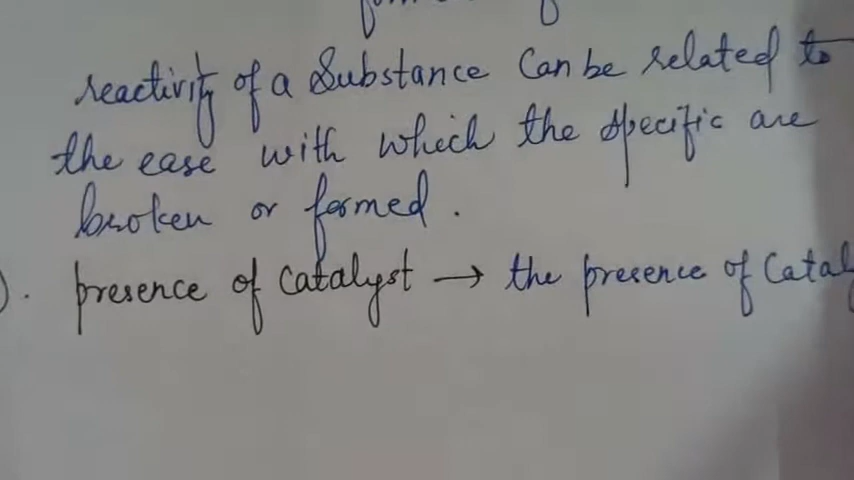 reactivity of a Substance Can be related to
the ease with which the specific are
broken or formed.
). presence of Catalyst → the presence of Catal